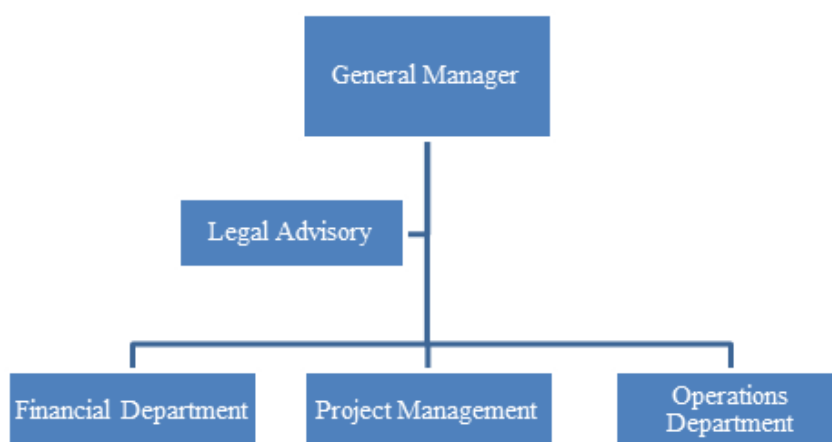 General Manager
Legal Advisory
Financial Department
Project Management
Operations
Department